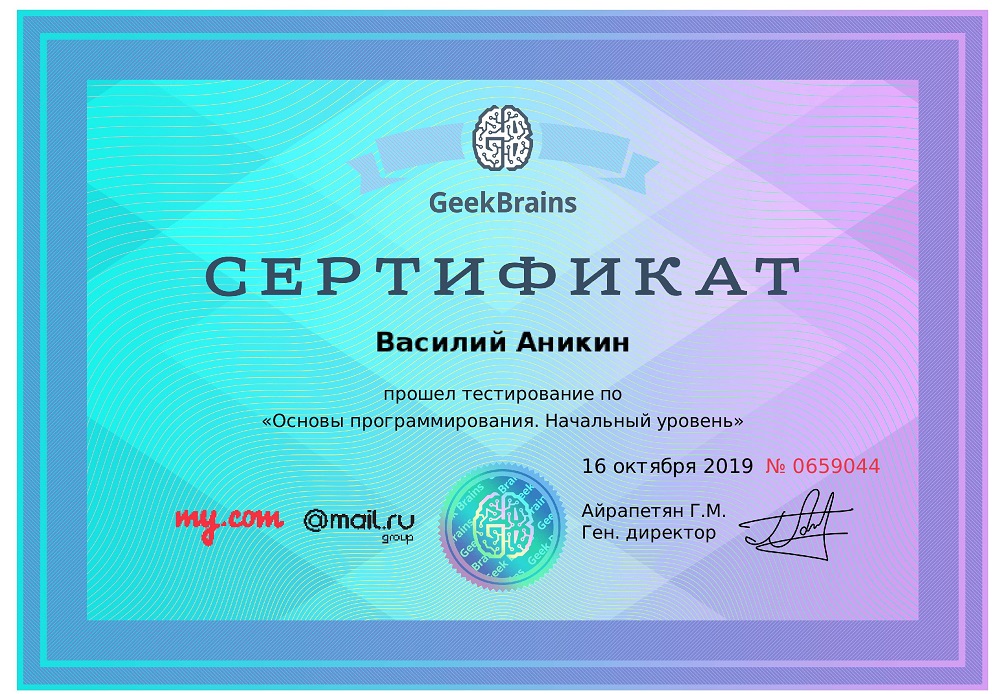 GeekBrains
СЕРТИФИКАТ
Василий Аникин
прошел тестирование по
«Основы программирования. Начальный уровень»
16 октября 2019 № 0659044
my.com @mail.ru
group
Айрапетян Г.М.
Ген. директор